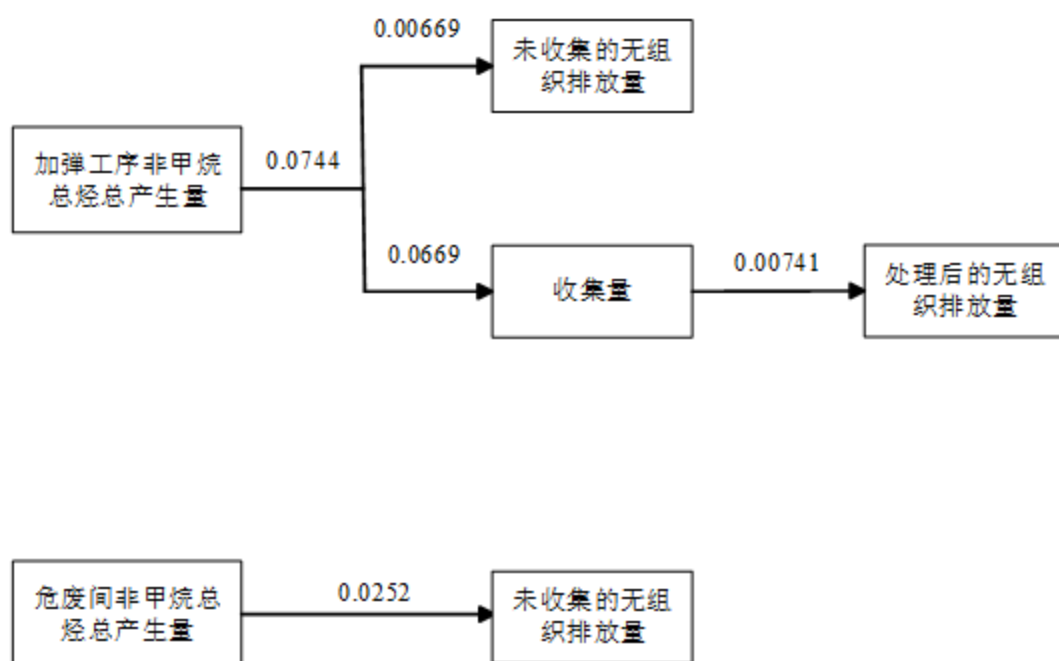 0.00669
未收集的无组
织排放量
加弹工序非甲烷
总烃总产生量
0.0744
0.0669
收集量
0.00741
处理后的无组
织排放量
危废间非甲烷总
烃总产生量
0.0252
未收集的无组
织排放量